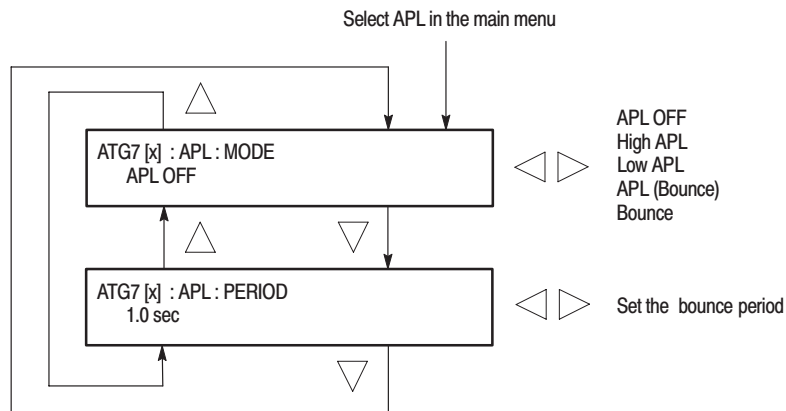 Select APL in the main menu
ATG7 [x] : APL : MODE
APL OFF
APL OFF
High APL
Low APL
APL (Bounce)
Bounce
ATG7 [x] : APL : PERIOD
1.0 sec
Set the bounce period